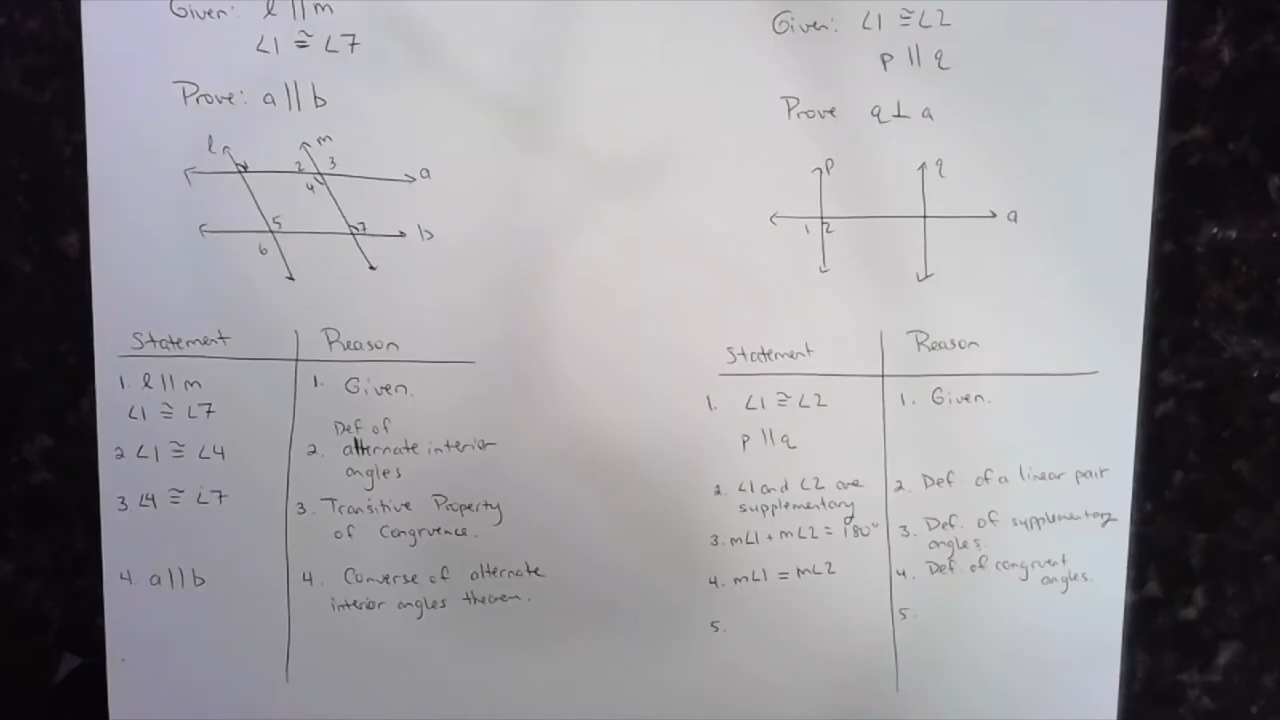 Given: l || m
∠1 ≅ ∠7
Prove: a || b
l
m
2
3
a
4
5
7
b
6
Statement
Reason
1. l || m
1. Given.
∠1 ≅ ∠7
Def of
2 ∠1 ≅ ∠4
2. alternate interior
angles
3 ∠4 ≅ ∠7
3. Transitive Property
of Congruence.
4. a || b
4. Converse of alternate
interior angles theorem.
Given: ∠1 ≅ ∠2
p || q
Prove q ⊥ a
p
q
a
1
2
Statement
Reason
1. ∠1 ≅ ∠2
1. Given.
p || q
2. ∠1 and ∠2 are
supplementary
2. Def. of a linear pair
3. m∠1 + m∠2 = 180°
3. Def. of supplementary
angles.
4. m∠1 = m∠2
4. Def. of congruent
angles.
5.
5.